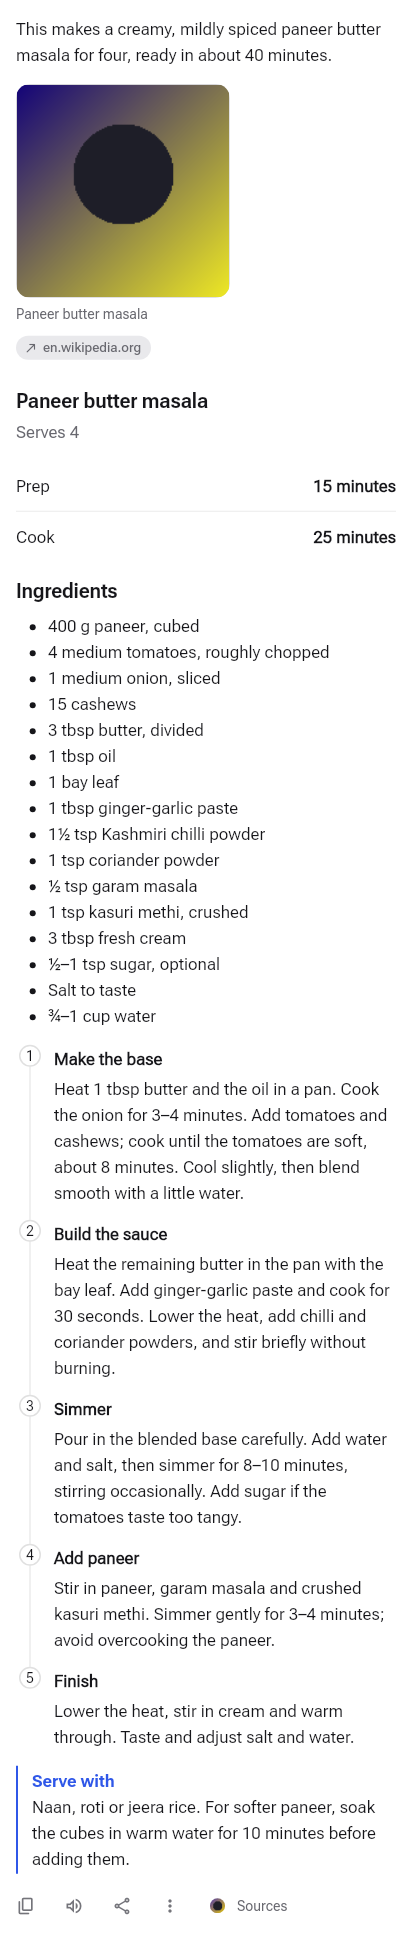 This makes a creamy, mildly spiced paneer butter
masala for four, ready in about 40 minutes.
Paneer butter masala
en.wikipedia.org
Paneer butter masala
Serves 4
Prep 15 minutes
Cook 25 minutes
Ingredients
• 400 g paneer, cubed
• 4 medium tomatoes, roughly chopped
• 1 medium onion, sliced
• 15 cashews
• 3 tbsp butter, divided
• 1 tbsp oil
• 1 bay leaf
• 1 tbsp ginger-garlic paste
• 1½ tsp Kashmiri chilli powder
• 1 tsp coriander powder
• ½ tsp garam masala
• 1 tsp kasuri methi, crushed
• 3 tbsp fresh cream
• ½–1 tsp sugar, optional
• Salt to taste
• ¾–1 cup water
1 Make the base
Heat 1 tbsp butter and the oil in a pan. Cook
the onion for 3–4 minutes. Add tomatoes and
cashews; cook until the tomatoes are soft,
about 8 minutes. Cool slightly, then blend
smooth with a little water.
2 Build the sauce
Heat the remaining butter in the pan with the
bay leaf. Add ginger-garlic paste and cook for
30 seconds. Lower the heat, add chilli and
coriander powders, and stir briefly without
burning.
3 Simmer
Pour in the blended base carefully. Add water
and salt, then simmer for 8–10 minutes,
stirring occasionally. Add sugar if the
tomatoes taste too tangy.
4 Add paneer
Stir in paneer, garam masala and crushed
kasuri methi. Simmer gently for 3–4 minutes;
avoid overcooking the paneer.
5 Finish
Lower the heat, stir in cream and warm
through. Taste and adjust salt and water.
Serve with
Naan, roti or jeera rice. For softer paneer, soak
the cubes in warm water for 10 minutes before
adding them.
Sources